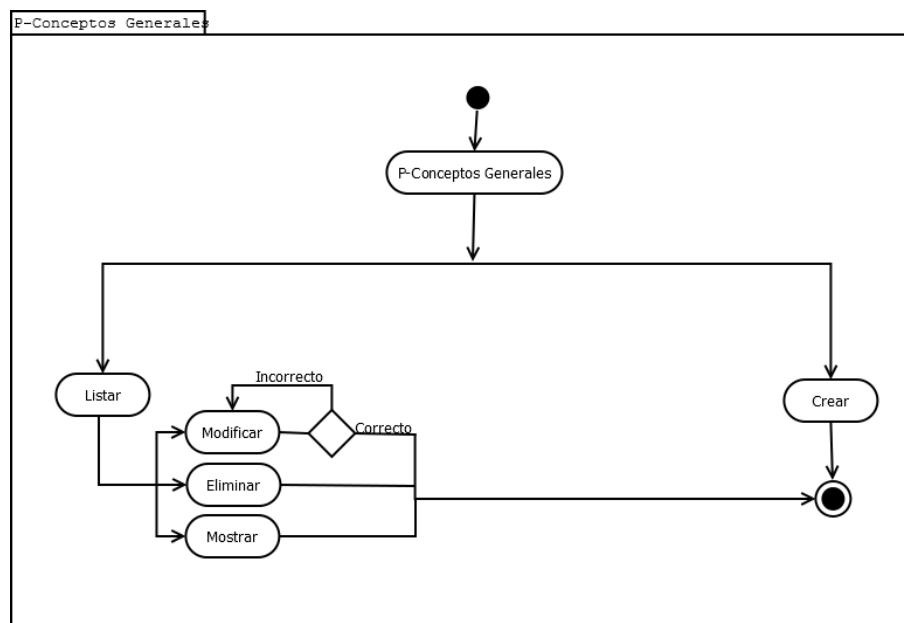 P-Conceptos Generales
P-Conceptos Generales
Listar
Incorrecto
Modificar
Correcto
Crear
Eliminar
Mostrar